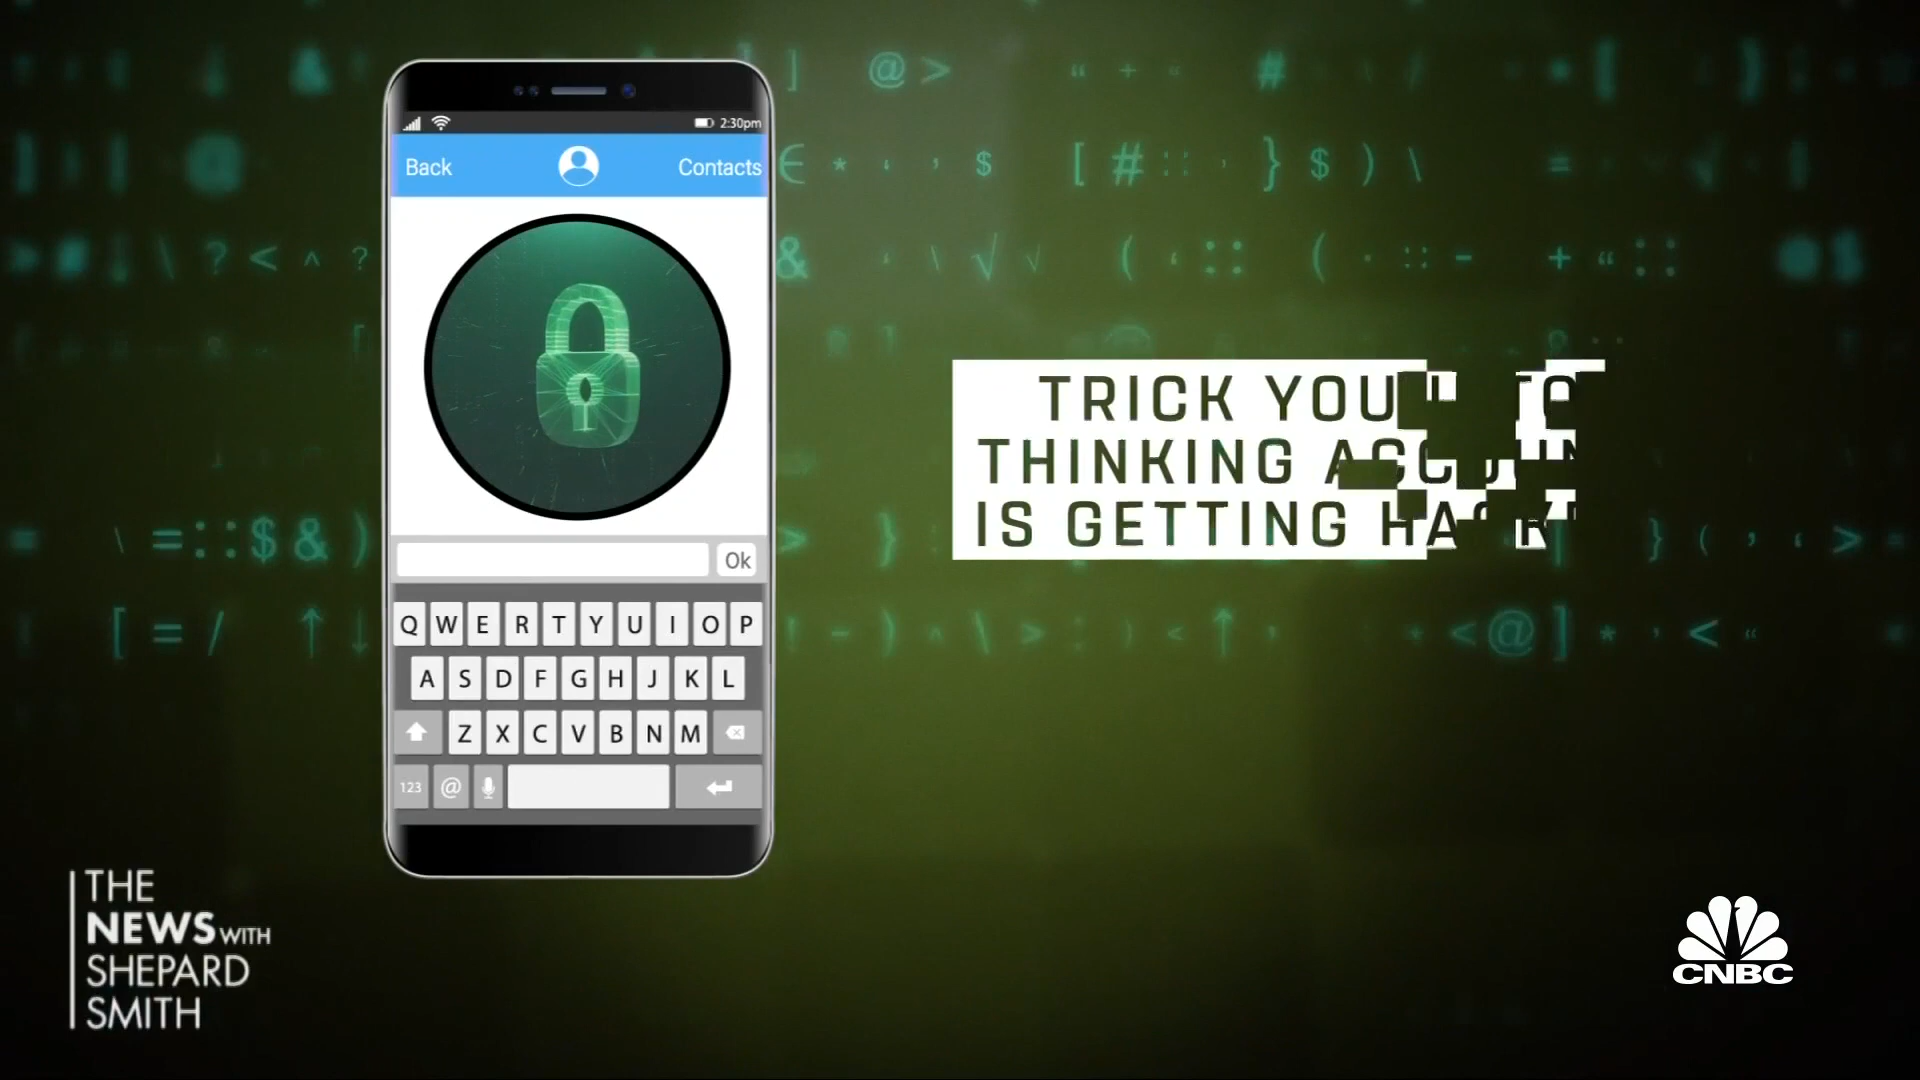 2:30pm
Back
Contacts
Ok
Q W E R T Y U I O P
A S D F G H J K L
Z X C V B N M
123 @
TRICK YOU
THINKING
IS GETTING
THE
NEWS WITH
SHEPARD
SMITH
CNBC